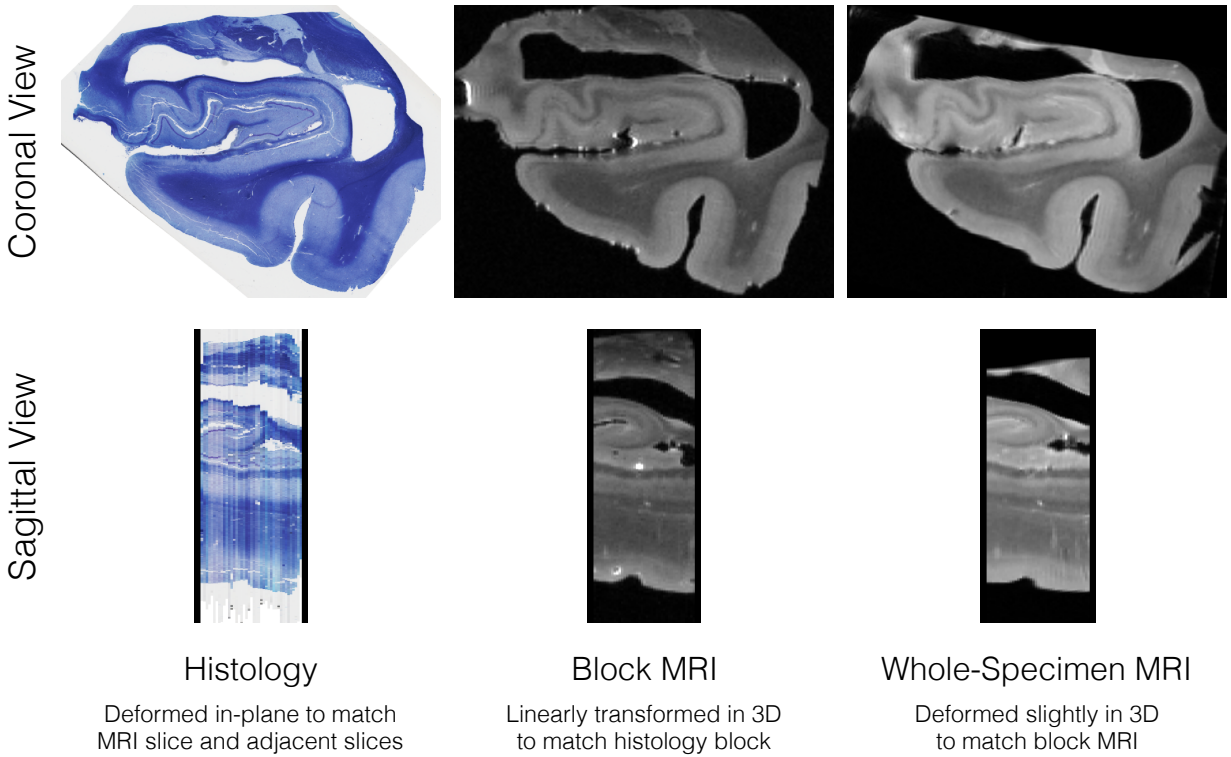 Coronal View
Sagittal View
Histology
Deformed in-plane to match
MRI slice and adjacent slices
Block MRI
Linearly transformed in 3D
to match histology block
Whole-Specimen MRI
Deformed slightly in 3D
to match block MRI